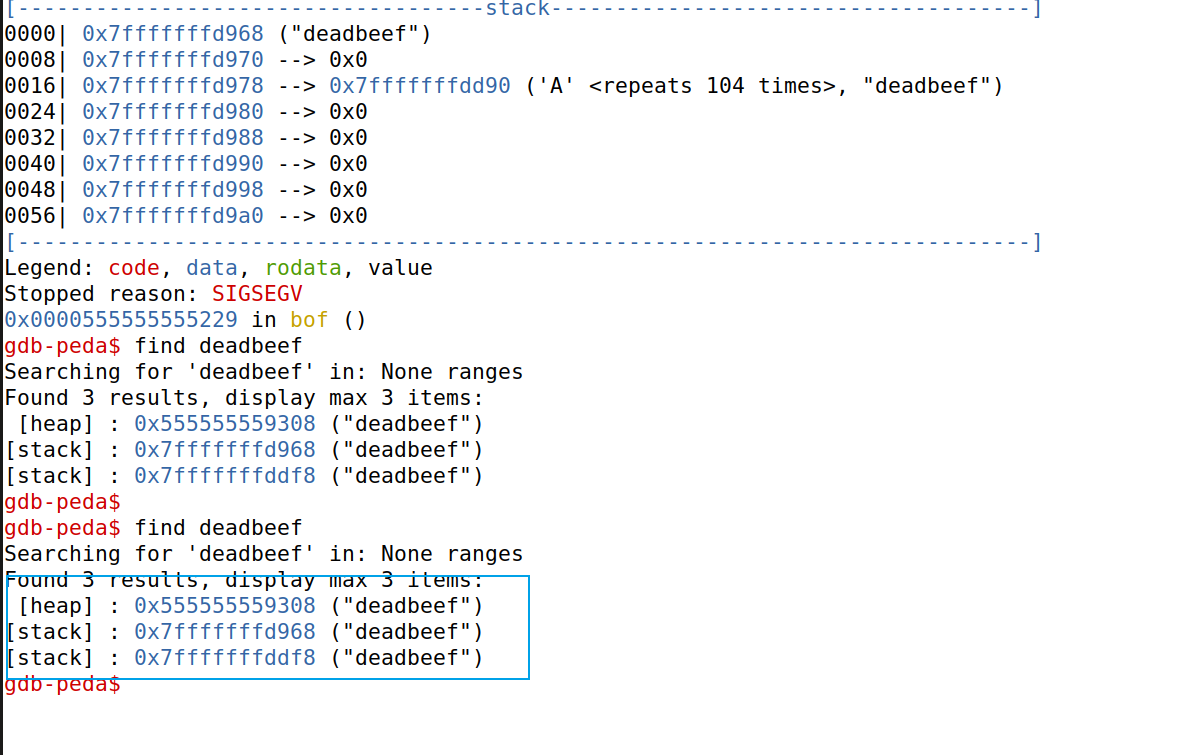 [------------------------------------stack-------------------------------------]
0000| 0x7fffffffd968 ("deadbeef")
0008| 0x7fffffffd970 --> 0x0
0016| 0x7fffffffd978 --> 0x7fffffffdd90 ('A' <repeats 104 times>, "deadbeef")
0024| 0x7fffffffd980 --> 0x0
0032| 0x7fffffffd988 --> 0x0
0040| 0x7fffffffd990 --> 0x0
0048| 0x7fffffffd998 --> 0x0
0056| 0x7fffffffd9a0 --> 0x0
[------------------------------------------------------------------------------]
Legend: code, data, rodata, value
Stopped reason: SIGSEGV
0x0000555555555229 in bof ()
gdb-peda$ find deadbeef
Searching for 'deadbeef' in: None ranges
Found 3 results, display max 3 items:
 [heap] : 0x555555559308 ("deadbeef")
[stack] : 0x7fffffffd968 ("deadbeef")
[stack] : 0x7fffffffddf8 ("deadbeef")
gdb-peda$
gdb-peda$ find deadbeef
Searching for 'deadbeef' in: None ranges
Found 3 results, display max 3 items:
 [heap] : 0x555555559308 ("deadbeef")
[stack] : 0x7fffffffd968 ("deadbeef")
[stack] : 0x7fffffffddf8 ("deadbeef")
gdb-peda$